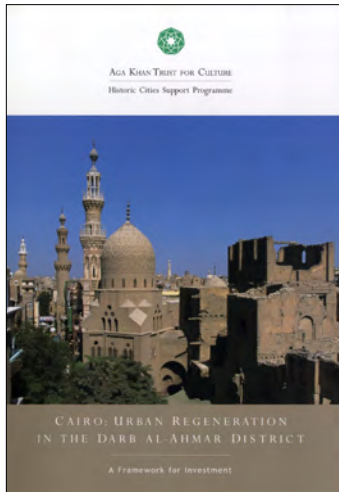 AGA KHAN TRUST FOR CULTURE
Historic Cities Support Programme
CAIRO: URBAN REGENERATION
IN THE DARB AL-AHMAR DISTRICT
A Framework for Investment